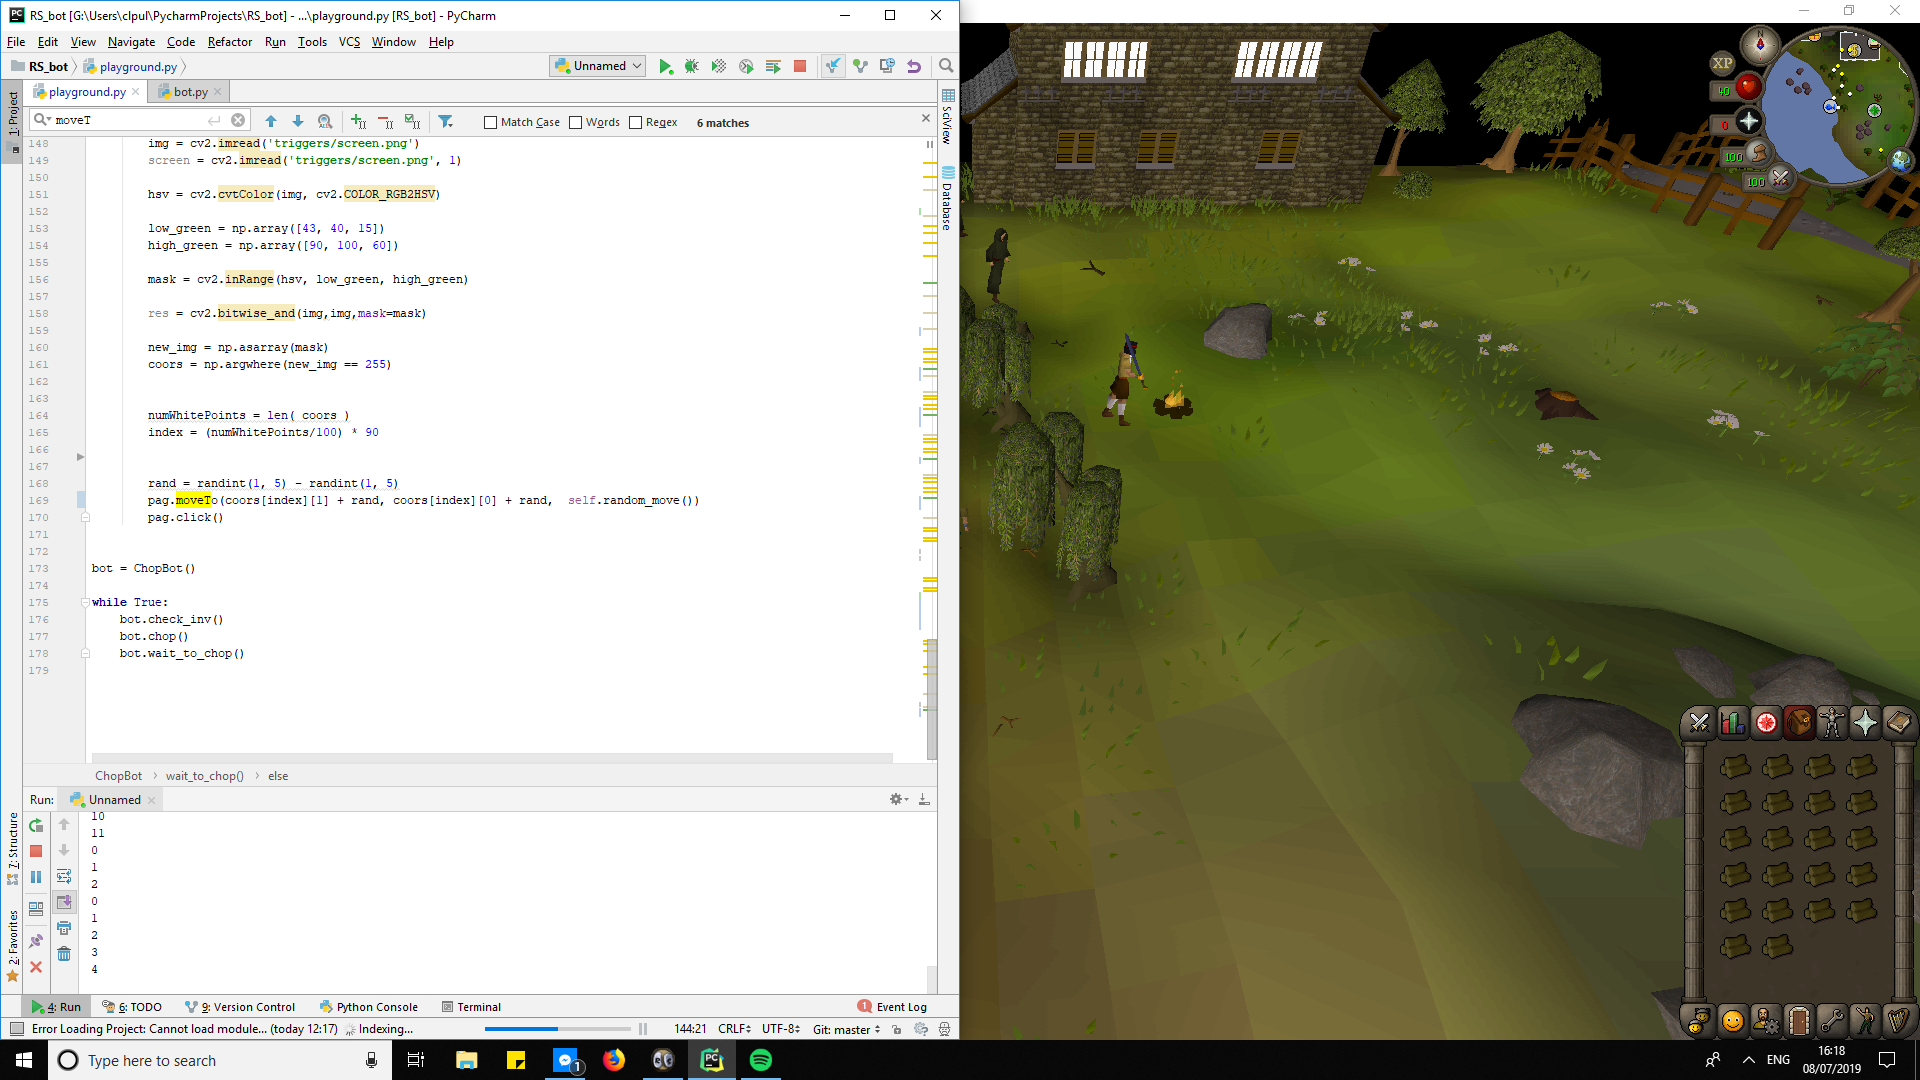 RS_bot [G:\Users\clpul\PycharmProjects\RS_bot] - ...\playground.py [RS_bot] - PyCharm
File Edit View Navigate Code Refactor Run Tools VCS Window Help
RS_bot playground.py Unnamed
playground.py bot.py
moveT Match Case Words Regex 6 matches
148 img = cv2.imread('triggers/screen.png')
149 screen = cv2.imread('triggers/screen.png', 1)
150
151 hsv = cv2.cvtColor(img, cv2.COLOR_RGB2HSV)
152
153 low_green = np.array([43, 40, 15])
154 high_green = np.array([90, 100, 60])
155
156 mask = cv2.inRange(hsv, low_green, high_green)
157
158 res = cv2.bitwise_and(img,img,mask=mask)
159
160 new_img = np.asarray(mask)
161 coors = np.argwhere(new_img == 255)
162
163
164 numWhitePoints = len( coors )
165 index = (numWhitePoints/100) * 90
166
167
168 rand = randint(1, 5) - randint(1, 5)
169 pag.moveTo(coors[index][1] + rand, coors[index][0] + rand,  self.random_move())
170 pag.click()
171
172
173 bot = ChopBot()
174
175 while True:
176 bot.check_inv()
177 bot.chop()
178 bot.wait_to_chop()
179
ChopBot wait_to_chop() else
Run: Unnamed
10
11
0
1
2
0
1
2
3
4
1: Project
7: Structure
2: Favorites
SciView
Database
4: Run 6: TODO 9: Version Control Python Console Terminal 1 Event Log
Error Loading Project: Cannot load module... (today 12:17) Indexing... 144:21 CRLF UTF-8 Git: master
Type here to search
1
ENG
16:18
08/07/2019
N
XP
40
0
100
100